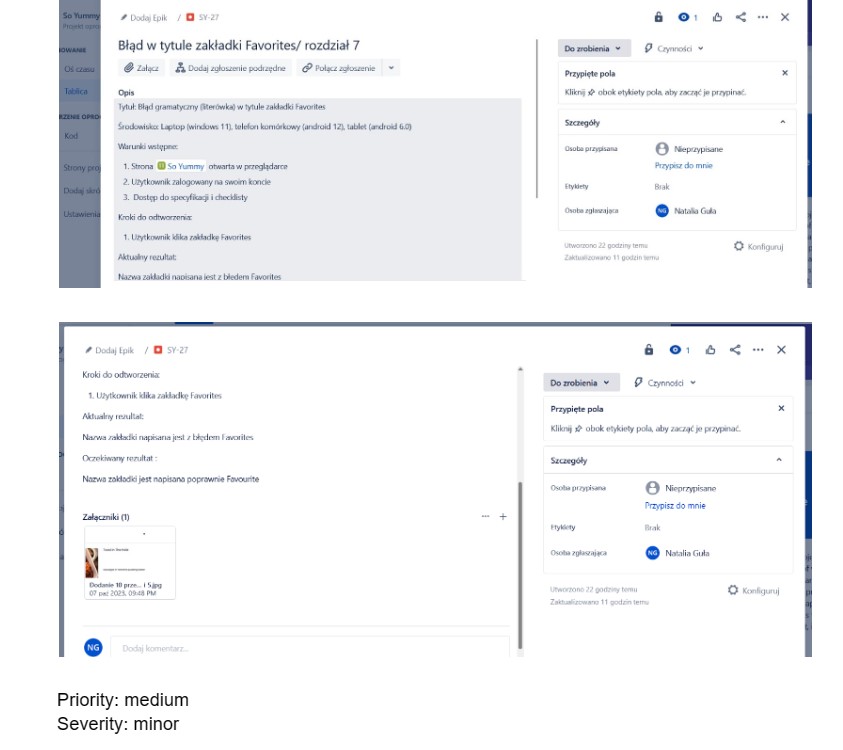 So Yummy
Dodaj Epik / SY-27
1
Błąd w tytule zakładki Favorites/ rozdział 7
Załącz
Dodaj zgłoszenie podrzędne
Połącz zgłoszenie
Opis
Tytuł: Błąd gramatyczny (literówka) w tytule zakładki Favorites
Środowisko: Laptop (windows 11), telefon komórkowy (android 12), tablet (android 6.0)
Warunki wstępne:
1. Strona So Yummy otwarta w przeglądarce
2. Użytkownik zalogowany na swoim koncie
3. Dostęp do specyfikacji i checklisty
Kroki do odtworzenia:
1. Użytkownik klika zakładkę Favorites
Aktualny rezultat:
Nazwa zakładki napisana jest z błedem Favorites
Oś czasu
Tablica
Kod
Strony proj
Dodaj skró
Ustawienia
Do zrobienia
Czynności
Przypięte pola
Kliknij obok etykiety pola, aby zacząć je przypinać.
Szczegóły
Osoba przypisana
Nieprzypisane
Przypisz do mnie
Etykiety
Brak
Osoba zgłaszająca
NG Natalia Guła
Utworzono 22 godziny temu
Zaktualizowano 11 godzin temu
Konfiguruj
Dodaj Epik / SY-27
1
Kroki do odtworzenia:
1. Użytkownik klika zakładkę Favorites
Aktualny rezultat:
Nazwa zakładki napisana jest z błędem Favorites
Oczekiwany rezultat :
Nazwa zakładki jest napisana poprawnie Favourite
Załączniki (1)
Dodanie 10 prze... i 5.jpg
07 paź 2023, 09:48 PM
NG
Dodaj komentarz...
Do zrobienia
Czynności
Przypięte pola
Kliknij obok etykiety pola, aby zacząć je przypinać.
Szczegóły
Osoba przypisana
Nieprzypisane
Przypisz do mnie
Etykiety
Brak
Osoba zgłaszająca
NG Natalia Guła
Utworzono 22 godziny temu
Zaktualizowano 11 godzin temu
Konfiguruj
Priority: medium
Severity: minor